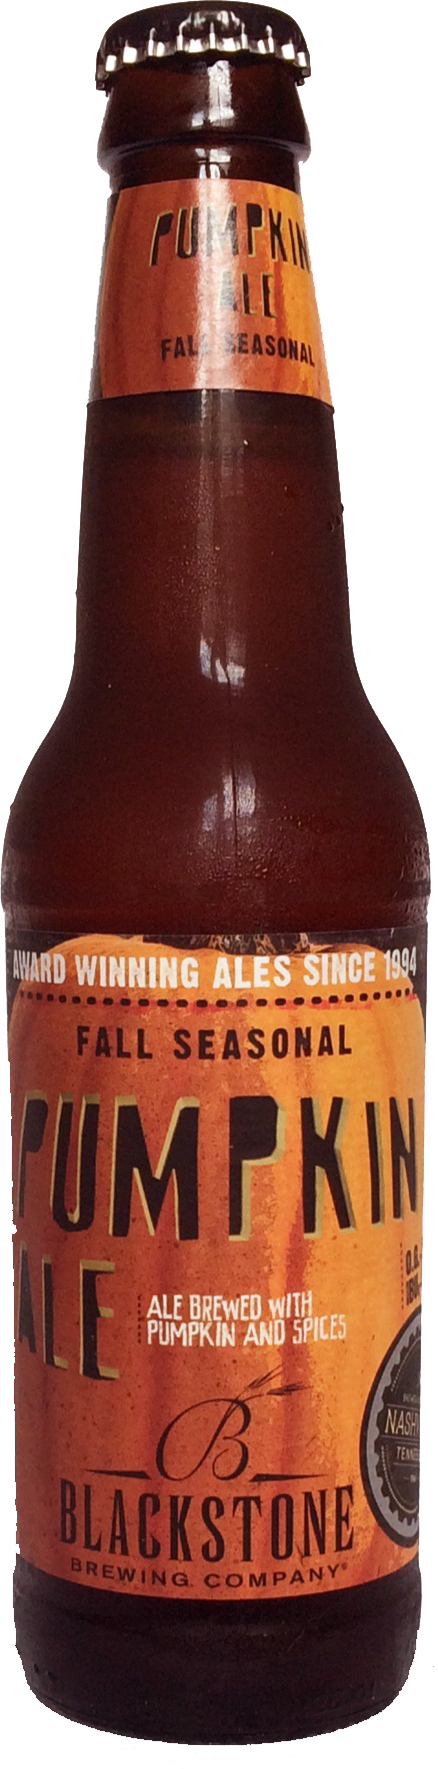 PUMPKIN
ALE
FALL SEASONAL
AWARD WINNING ALES SINCE 1994
FALL SEASONAL
PUMPKIN
ALE
ALE BREWED WITH
PUMPKIN AND SPICES
B
BLACKSTONE
BREWING COMPANY